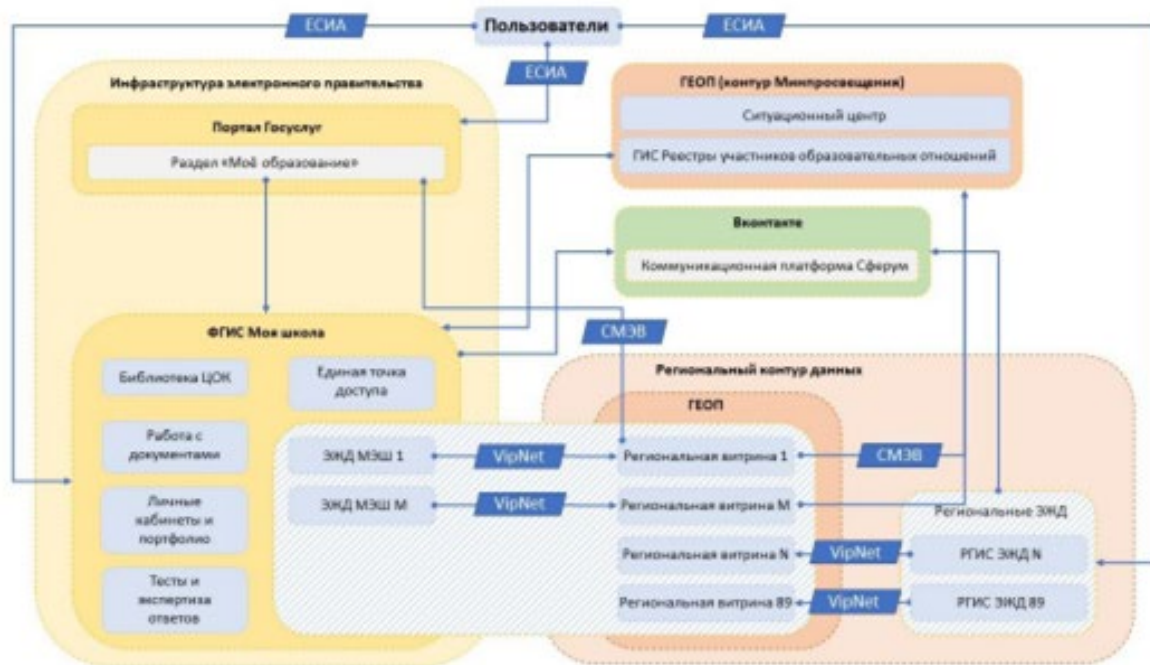 ЕСИА
Пользователи
ЕСИА
ЕСИА
Инфраструктура электронного правительства
Портал Госуслуг
Раздел «Моё образование»
ГЕОП (контур Минпросвещения)
Ситуационный центр
ГИС Реестры участников образовательных отношений
Вконтакте
Коммуникационная платформа Сферум
ФГИС Моя школа
Библиотека ЦОК
Единая точка
доступа
Работа с
документами
Личные
кабинеты и
портфолио
Тесты и
экспертиза
ответов
СМЭВ
Региональный контур данных
ГЕОП
ЭЖД МЭШ 1
VipNet
Региональная витрина 1
СМЭВ
ЭЖД МЭШ М
VipNet
Региональная витрина М
Региональные ЭЖД
Региональная витрина N
VipNet
РГИС ЭЖД N
Региональная витрина 89
VipNet
РГИС ЭЖД 89